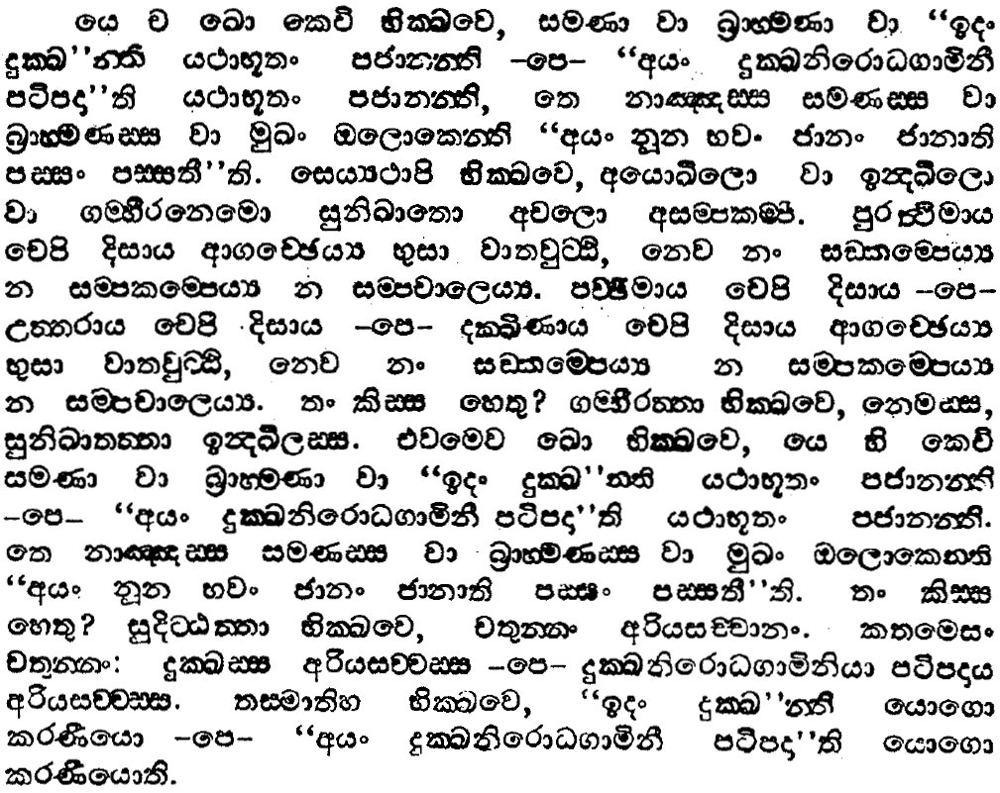 යෙ ච ඛො කෙචි භික්ඛවෙ, සමණා වා බ්‍රාහ්මණා වා “ඉදං
දුක්ඛ”න්ති යථාභූතං පජානන්ති –පෙ– “අයං දුක්ඛනිරොධගාමිනී
පටිපදා”ති යථාභූතං පජානන්ති, තෙ නාඤ්ඤස්ස සමණස්ස වා
බ්‍රාහ්මණස්ස වා මුඛං ඔලොකෙන්ති “අයං නූන භවං ජානං ජානාති
පස්සං පස්සතී”ති. සෙය්‍යථාපි භික්ඛවෙ, අයොඛීලො වා ඉන්දඛීලො
වා ගම්භීරනෙමො සුනිඛාතො අචලො අසම්පකම්පී. පුරත්‍ථිමාය
චෙපි දිසාය ආගච්ඡෙය්‍ය භුසා වාතවුට්ඨි, නෙව නං සඞ්කම්පෙය්‍ය
න සම්පකම්පෙය්‍ය න සම්පචාලෙය්‍ය. පච්ඡිමාය චෙපි දිසාය –පෙ–
උත්තරාය චෙපි දිසාය –පෙ– දක්ඛිණාය චෙපි දිසාය ආගච්ඡෙය්‍ය
භුසා වාතවුට්ඨි, නෙව නං සඞ්කම්පෙය්‍ය න සම්පකම්පෙය්‍ය
න සම්පචාලෙය්‍ය. තං කිස්ස හෙතු? ගම්භීරත්තා භික්ඛවෙ, නෙමස්ස,
සුනිඛාතත්තා ඉන්දඛීලස්ස. එවමෙව ඛො භික්ඛවෙ, යෙ හි කෙචි
සමණා වා බ්‍රාහ්මණා වා “ඉදං දුක්ඛ”න්ති යථාභූතං පජානන්ති
–පෙ– “අයං දුක්ඛනිරොධගාමිනී පටිපදා”ති යථාභූතං පජානන්ති.
තෙ නාඤ්ඤස්ස සමණස්ස වා බ්‍රාහ්මණස්ස වා මුඛං ඔලොකෙන්ති
“අයං නූන භවං ජානං ජානාති පස්සං පස්සතී”ති. තං කිස්ස
හෙතු? සුදිට්ඨත්තා භික්ඛවෙ, චතුන්නං අරියසච්චානං. කතමෙසං
චතුන්නං: දුක්ඛස්ස අරියසච්චස්ස –පෙ– දුක්ඛනිරොධගාමිනියා පටිපදාය
අරියසච්චස්ස. තස්මාතිහ භික්ඛවෙ, “ඉදං දුක්ඛ”න්ති යොගො
කරණීයො –පෙ– “අයං දුක්ඛනිරොධගාමිනී පටිපදා”ති යොගො
කරණීයොති.